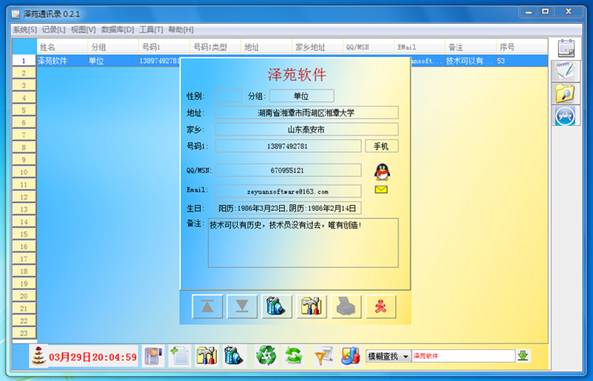 泽苑通讯录 0.2.1
系统[S] 记录[L] 视图[V] 数据库[D] 工具[T] 帮助[H]
姓名 分组 号码1 号码1类型 地址 家乡地址 QQ/MSN EMail 备注 序号
1 泽苑软件 单位 13897492781 技术可以有... 53
2
3
4
5
6
7
8
9
10
11
12
13
14
15
16
17
18
19
20
21
22
23
泽苑软件
性别: 分组: 单位
地址: 湖南省湘潭市雨湖区湘潭大学
家乡: 山东泰安市
号码1: 13897492781 手机
QQ/MSN: 670955121
Email: zeyuansoftware@163.com
生日: 阳历:1986年3月23日,阴历:1986年2月14日
备注: 技术可以有历史，技术员没有过去，唯有创造!
03月29日20:04:59 模糊查找 泽苑软件